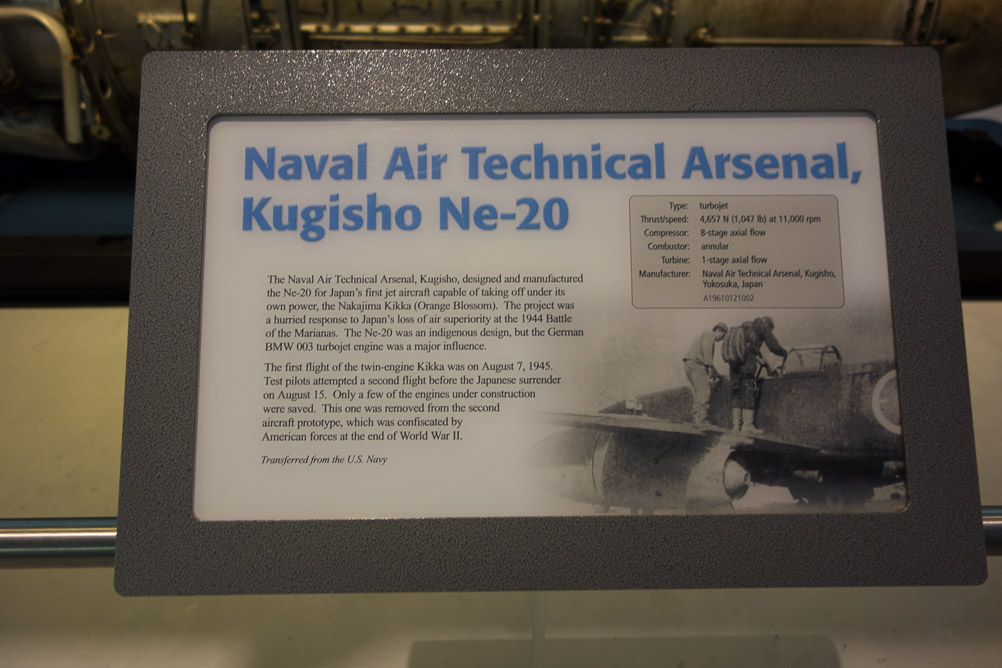 Naval Air Technical Arsenal,
Kugisho Ne-20
Type: turbojet
Thrust/speed: 4,657 N (1,047 lb) at 11,000 rpm
Compressor: 8-stage axial flow
Combustor: annular
Turbine: 1-stage axial flow
Manufacturer: Naval Air Technical Arsenal, Kugisho,
Yokosuka, Japan
A19610121002
The Naval Air Technical Arsenal, Kugisho, designed and manufactured
the Ne-20 for Japan's first jet aircraft capable of taking off under its
own power, the Nakajima Kikka (Orange Blossom). The project was
a hurried response to Japan's loss of air superiority at the 1944 Battle
of the Marianas. The Ne-20 was an indigenous design, but the German
BMW 003 turbojet engine was a major influence.
The first flight of the twin-engine Kikka was on August 7, 1945.
Test pilots attempted a second flight before the Japanese surrender
on August 15. Only a few of the engines under construction
were saved. This one was removed from the second
aircraft prototype, which was confiscated by
American forces at the end of World War II.
Transferred from the U.S. Navy